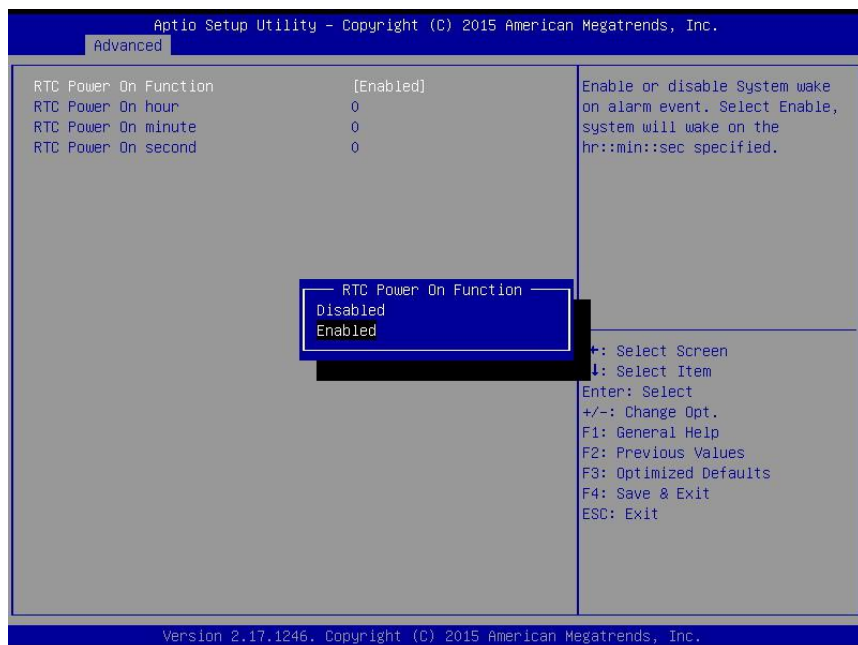 Aptio Setup Utility – Copyright (C) 2015 American Megatrends, Inc.
Advanced
RTC Power On Function [Enabled]
RTC Power On hour 0
RTC Power On minute 0
RTC Power On second 0
Enable or disable System wake
on alarm event. Select Enable,
system will wake on the
hr::min::sec specified.
RTC Power On Function
Disabled
Enabled
: Select Screen
: Select Item
Enter: Select
+/-: Change Opt.
F1: General Help
F2: Previous Values
F3: Optimized Defaults
F4: Save & Exit
ESC: Exit
Version 2.17.1246. Copyright (C) 2015 American Megatrends, Inc.